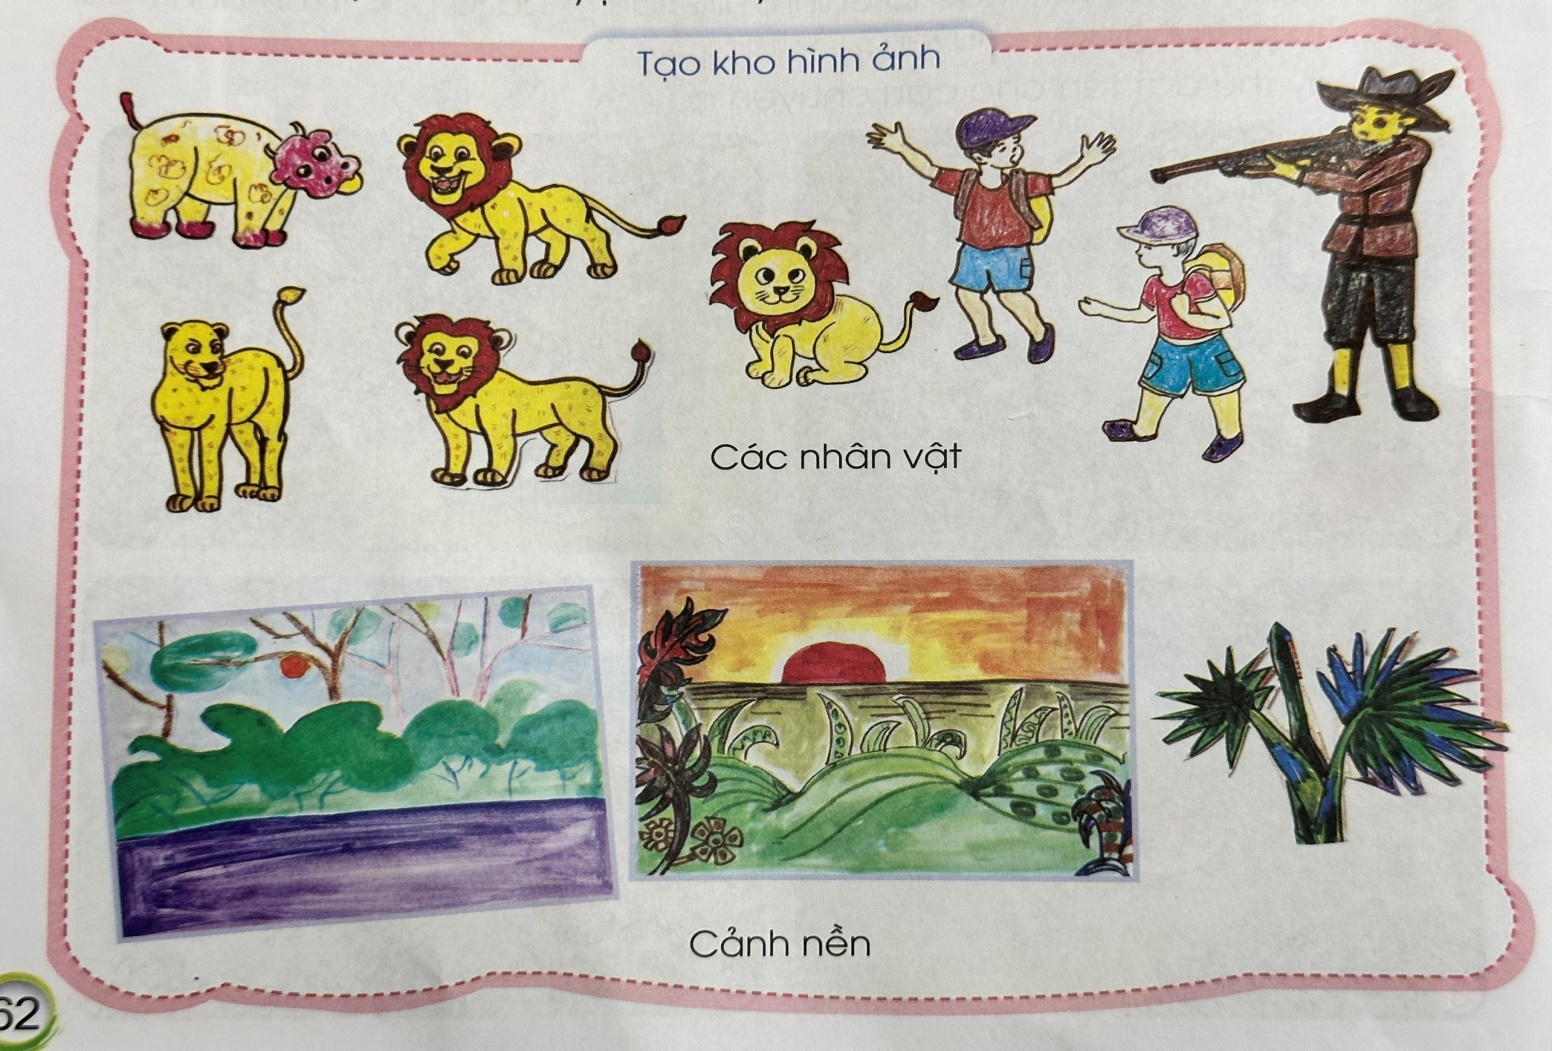 Tạo kho hình ảnh
Các nhân vật
Cảnh nền
62